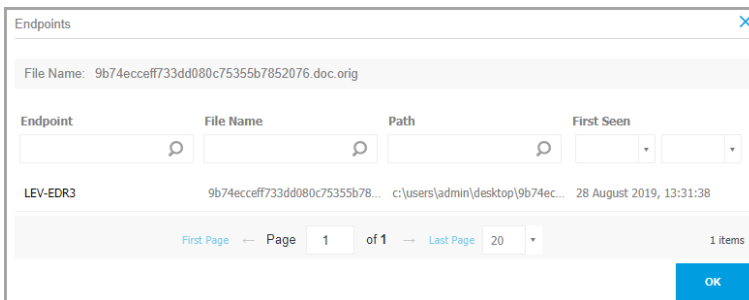 Endpoints
File Name: 9b74ecceff733dd080c75355b7852076.doc.orig
Endpoint File Name Path First Seen
LEV-EDR3 9b74ecceff733dd080c75355b78... c:\users\admin\desktop\9b74ec... 28 August 2019, 13:31:38
First Page ← Page 1 of 1 → Last Page 20 1 items
OK